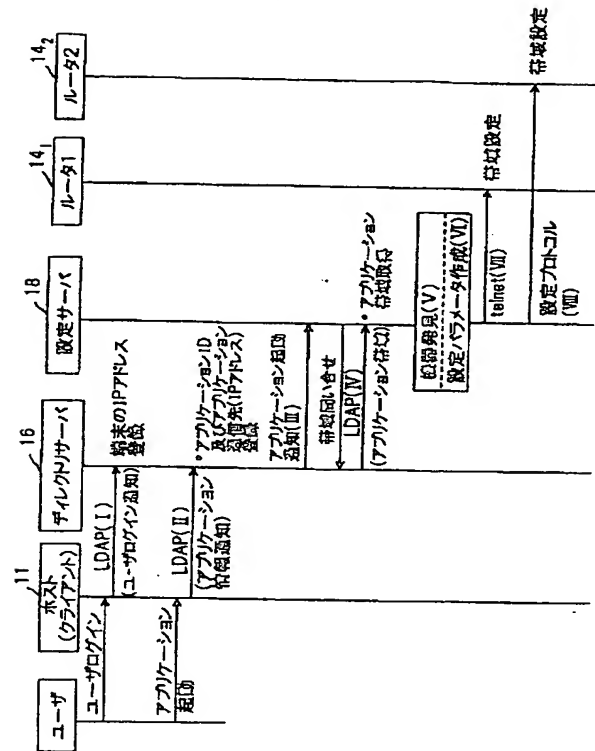 ユーザ
11
ホスト
(クライアント)
16
ディレクトリサーバ
18
設定サーバ
14₁
ルータ1
14₂
ルータ2
ユーザログイン
LDAP(Ⅰ)
(ユーザログイン通知)
端末のIPアドレス
登録
アプリケーション
起動
LDAP(Ⅱ)
(アプリケーション
情報通知)
•アプリケーションID
及びアプリケーション
送信先(IPアドレス)
登録
アプリケーション起動
通知(Ⅲ)
帯域問い合せ
LDAP(Ⅳ)
(アプリケーション帯域)
•アプリケーション
帯域取得
機器発見(Ⅴ)
設定パラメータ作成(Ⅵ)
telnet(Ⅶ)
帯域設定
設定プロトコル
(Ⅷ)
帯域設定